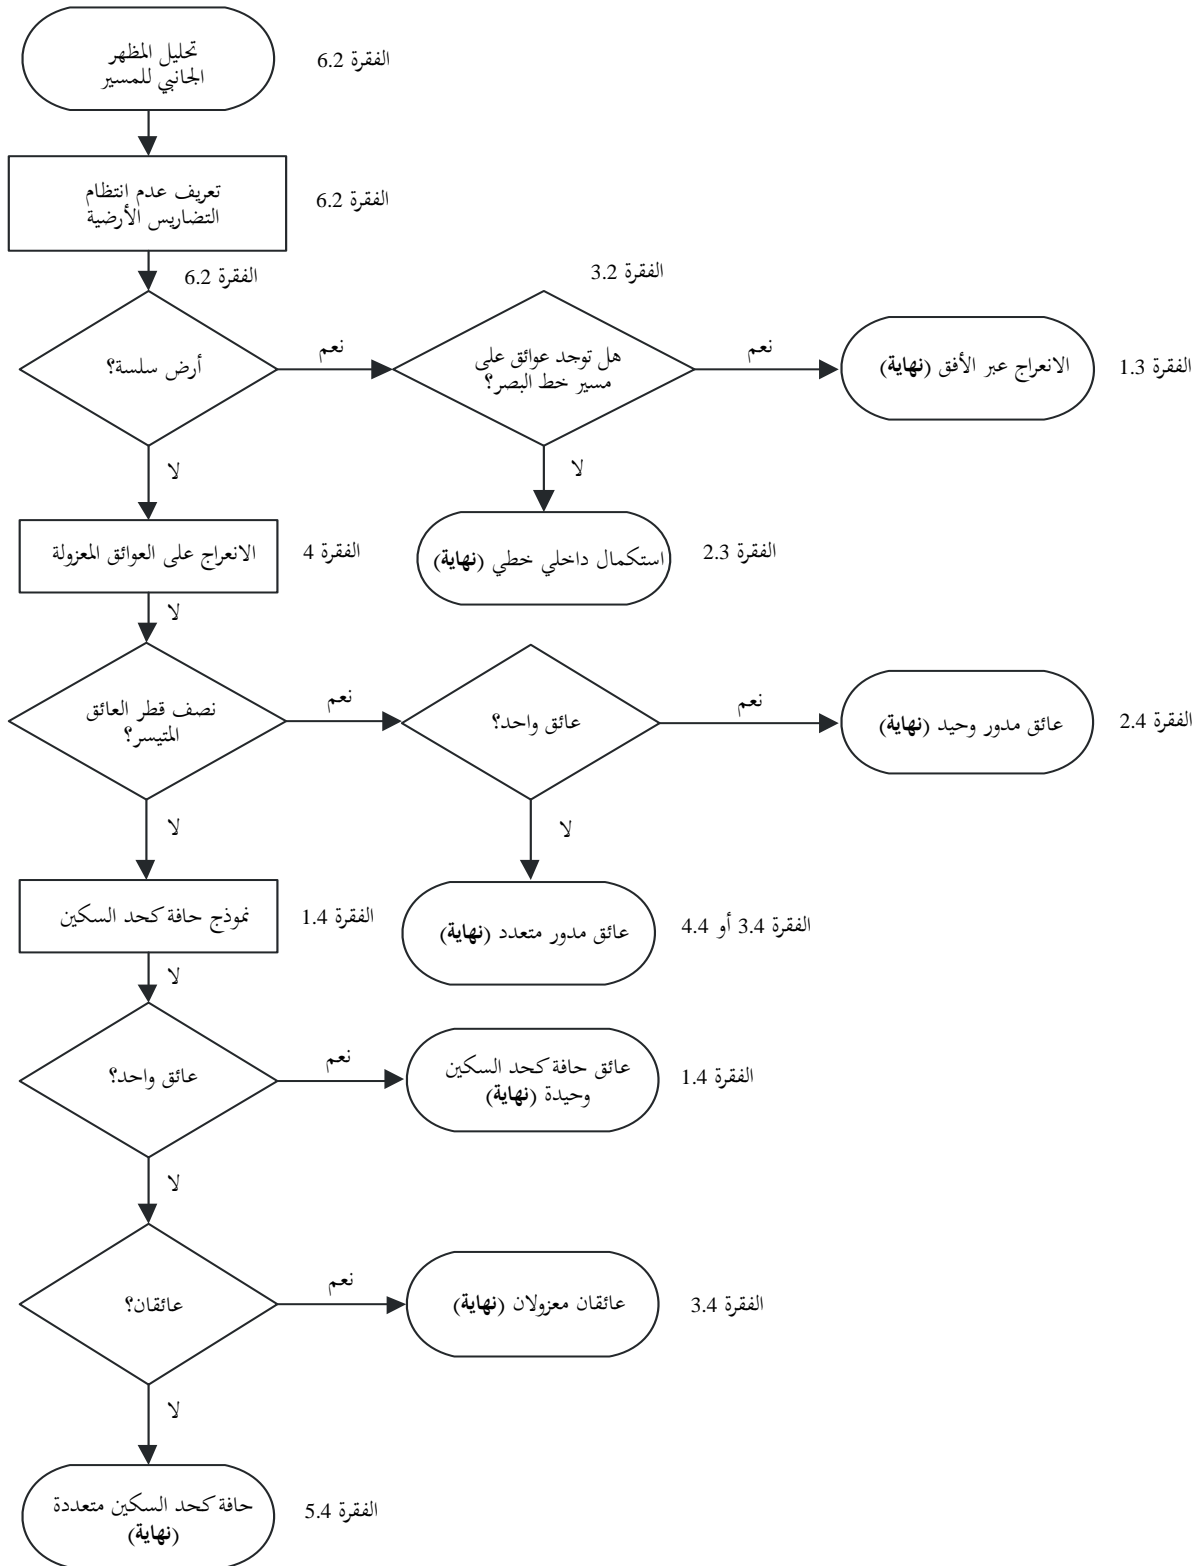 تحليل المظهر
الجانبي للمسير
الفقرة 6.2
تعريف عدم انتظام
التضاريس الأرضية
الفقرة 6.2
الفقرة 6.2
أرض سلسة؟
نعم
الفقرة 3.2
هل توجد عوائق على
مسير خط البصر؟
نعم
الانعراج عبر الأفق (نهاية)
الفقرة 1.3
لا
لا
الانعراج على العوائق المعزولة
الفقرة 4
استكمال داخلي خطي (نهاية)
الفقرة 2.3
لا
نصف قطر العائق
المتيسر؟
نعم
عائق واحد؟
نعم
عائق مدور وحيد (نهاية)
الفقرة 2.4
لا
لا
نموذج حافة كحد السكين
الفقرة 1.4
عائق مدور متعدد (نهاية)
الفقرة 3.4 أو 4.4
لا
عائق واحد؟
نعم
عائق حافة كحد السكين
وحيدة (نهاية)
الفقرة 1.4
لا
عائقان؟
نعم
عائقان معزولان (نهاية)
الفقرة 3.4
لا
حافة كحد السكين متعددة
(نهاية)
الفقرة 5.4